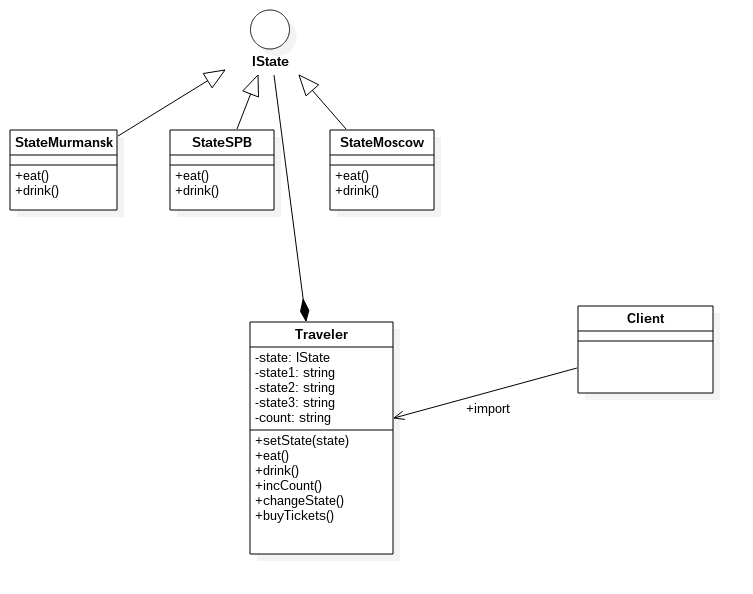 IState
StateMurmansk
+eat()
+drink()
StateSPB
+eat()
+drink()
StateMoscow
+eat()
+drink()
Traveler
-state: IState
-state1: string
-state2: string
-state3: string
-count: string
+setState(state)
+eat()
+drink()
+incCount()
+changeState()
+buyTickets()
Client
+import